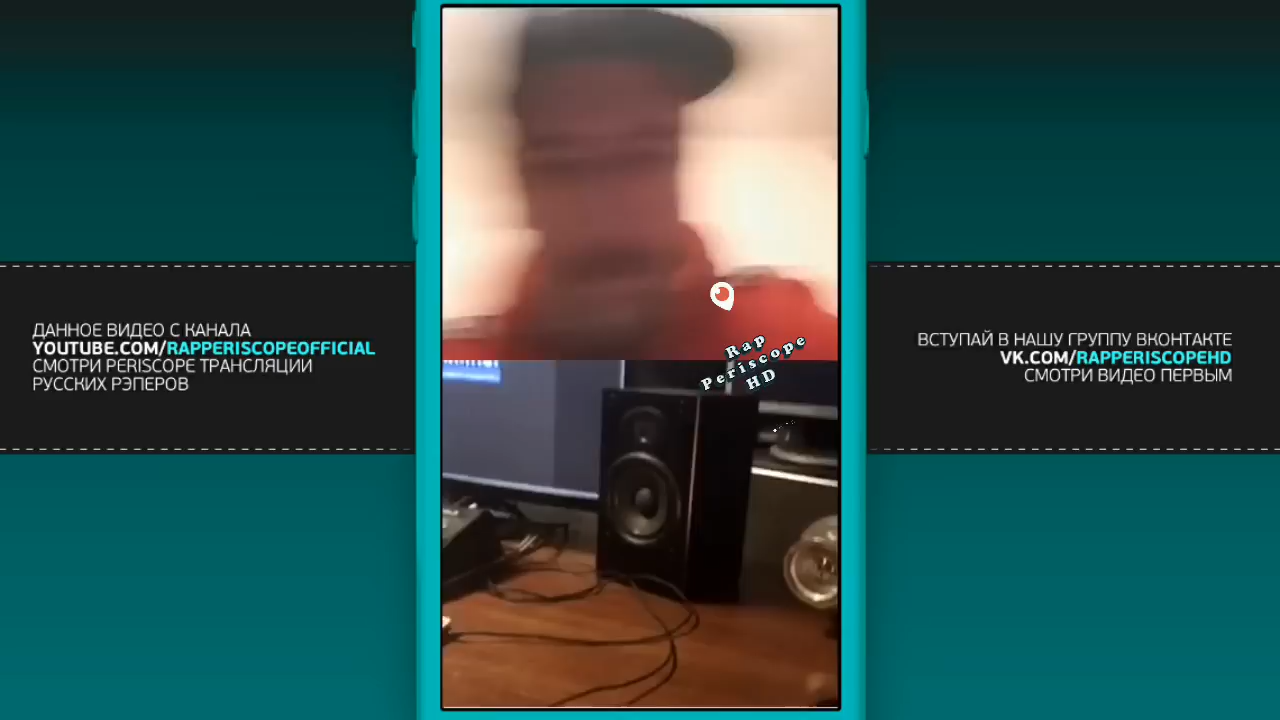 ДАННОЕ ВИДЕО С КАНАЛА
YOUTUBE.COM/RAPPERISCOPEOFFICIAL
СМОТРИ PERISCOPE ТРАНСЛЯЦИИ
РУССКИХ РЭПЕРОВ
Rap
Periscope
HD
ВСТУПАЙ В НАШУ ГРУППУ ВКОНТАКТЕ
VK.COM/RAPPERISCOPEHD
СМОТРИ ВИДЕО ПЕРВЫМ